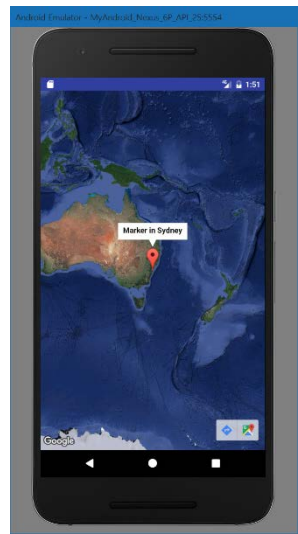 Android Emulator - MyAndroid_Nexus_6P_API_25:5554
1:51
Marker in Sydney
Google